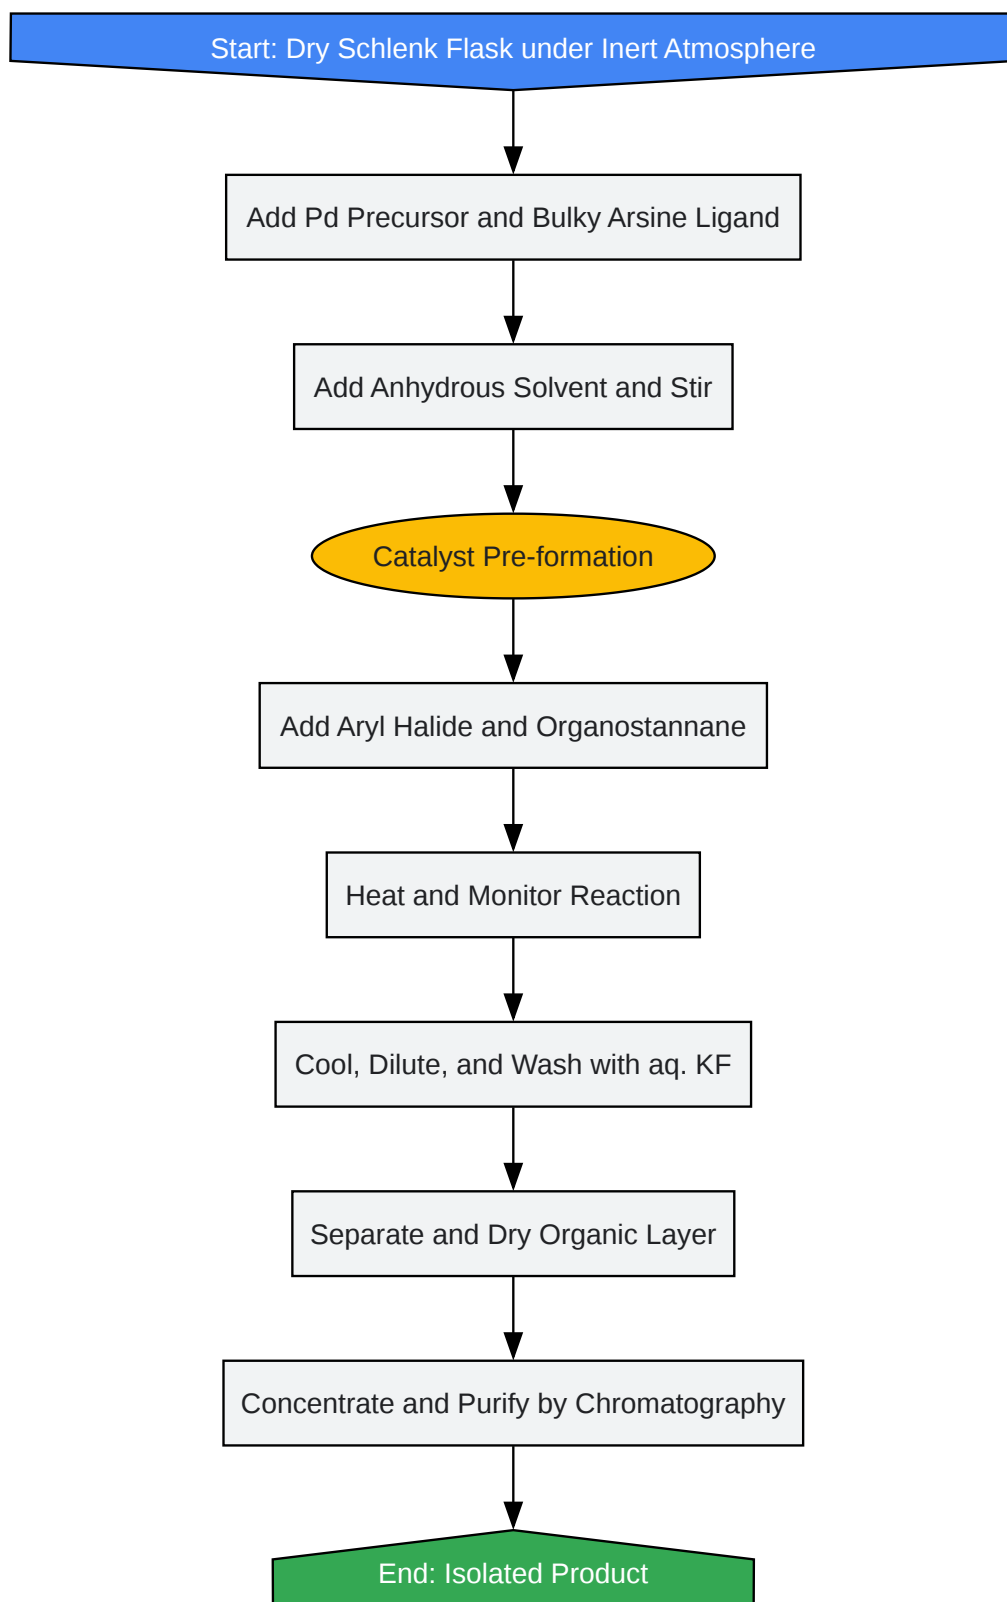 Start: Dry Schlenk Flask under Inert Atmosphere
Add Pd Precursor and Bulky Arsine Ligand
Add Anhydrous Solvent and Stir
Catalyst Pre-formation
Add Aryl Halide and Organostannane
Heat and Monitor Reaction
Cool, Dilute, and Wash with aq. KF
Separate and Dry Organic Layer
Concentrate and Purify by Chromatography
End: Isolated Product